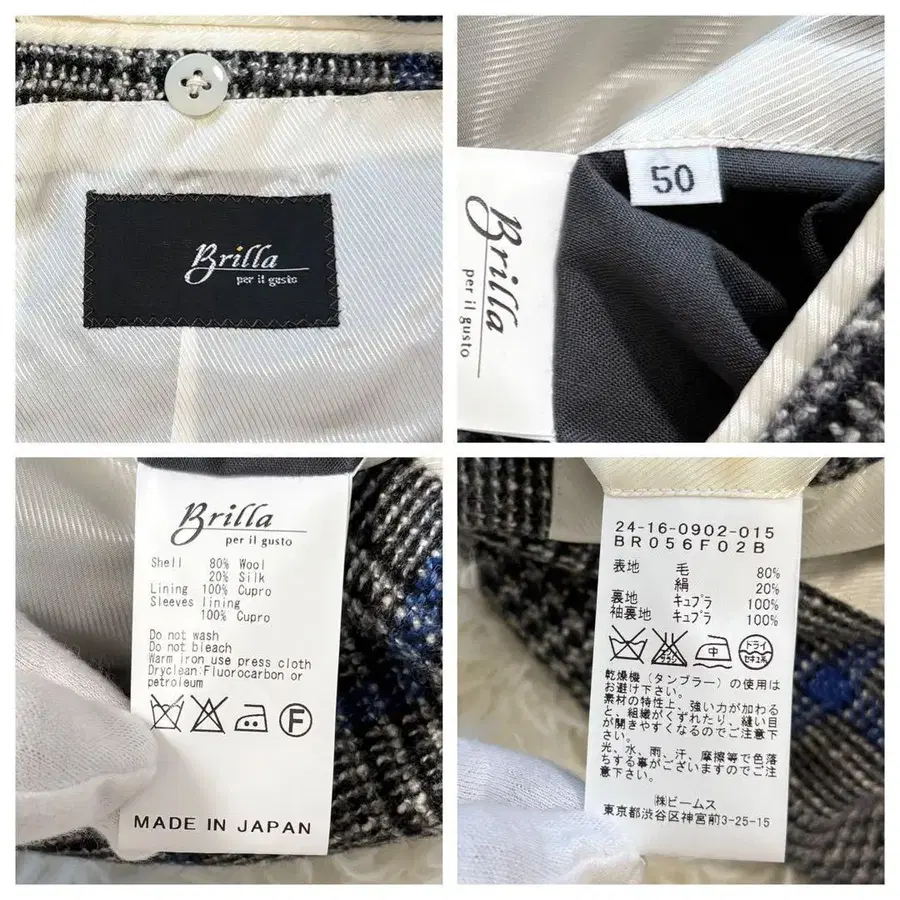 Brilla
per il gusto
50
Brilla
per il gusto
Brilla
per il gusto
Shell 80% Wool
20% Silk
Lining 100% Cupro
Sleeves lining
100% Cupro
Do not wash
Do not bleach
Warm iron use press cloth
Dryclean:Fluorocarbon or
petroleum
F
MADE IN JAPAN
24-16-0902-015
BR056F02B
表地 毛 80%
絹 20%
裏地 キュプラ 100%
袖裏地 キュプラ 100%
中
ドライ
セキユ系
乾燥機(タンブラー)の使用は
お避け下さい。
素材の特性上、強い力が加わる
と、組織がくずれたり、縫い目
が開きやすくなるのでご注意下
さい。
光、水、雨、汗、摩擦等で色落
ちする事がございますのでご注
意下さい。
㈱ビームス
東京都渋谷区神宮前3-25-15